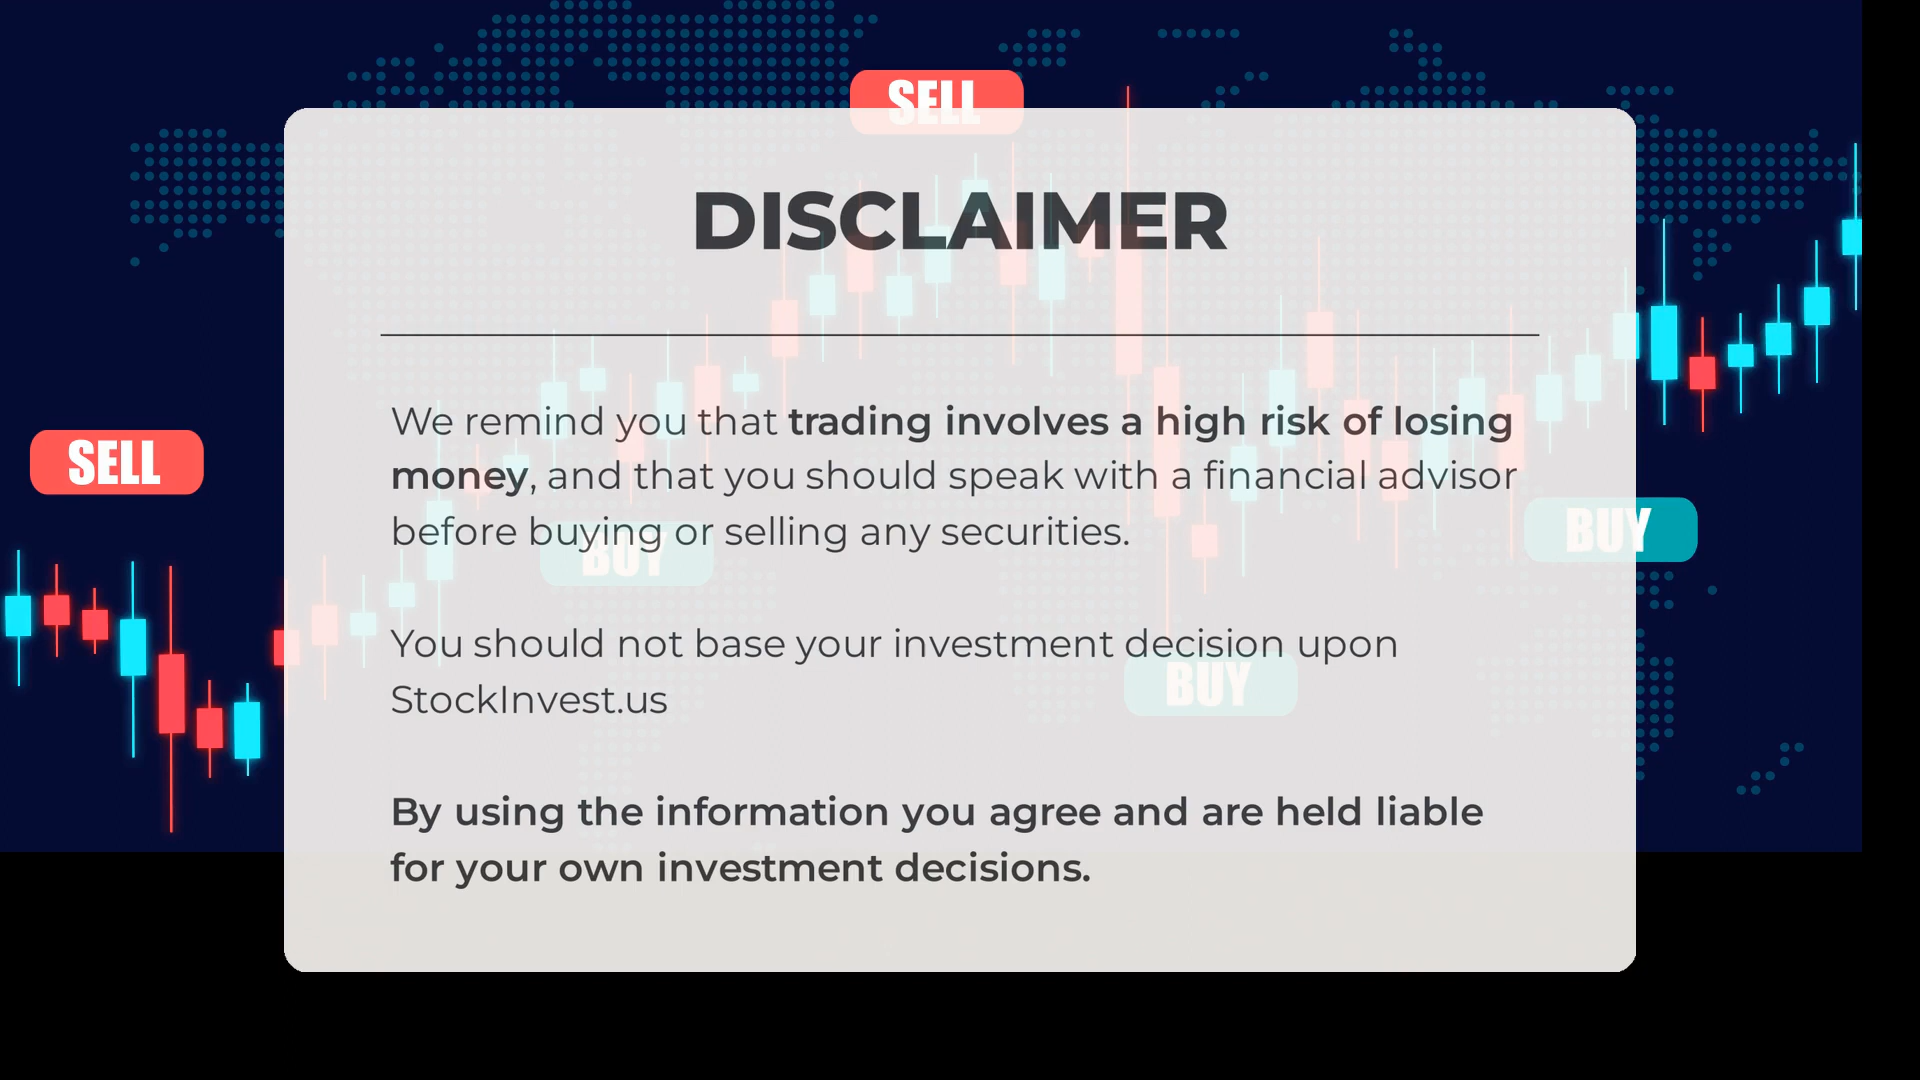 SELL
DISCLAIMER
We remind you that trading involves a high risk of losing
money, and that you should speak with a financial advisor
before buying or selling any securities.
SELL
BUY
BUY
You should not base your investment decision upon
StockInvest.us
BUY
By using the information you agree and are held liable
for your own investment decisions.